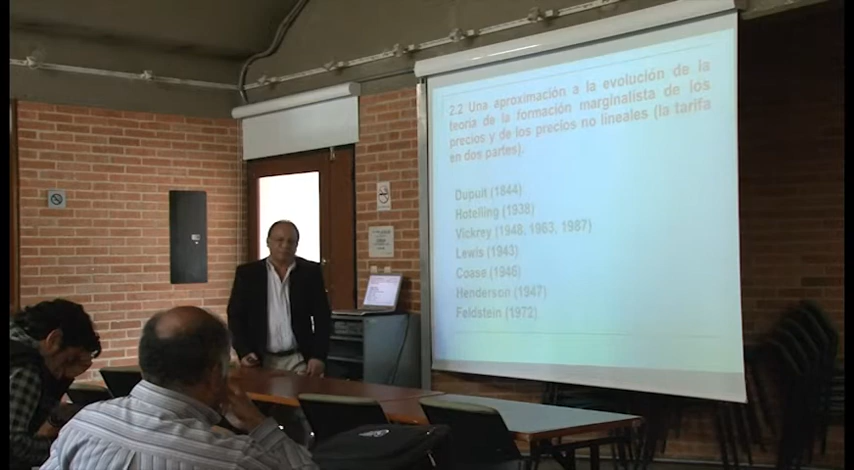 2.2 Una aproximación a la evolución de la
teoría de la formación marginalista de los
precios y de los precios no lineales (la tarifa
en dos partes).
Dupuit (1844)
Hotelling (1938)
Vickrey (1948, 1963, 1987)
Lewis (1943)
Coase (1946)
Henderson (1947)
Feldstein (1972)